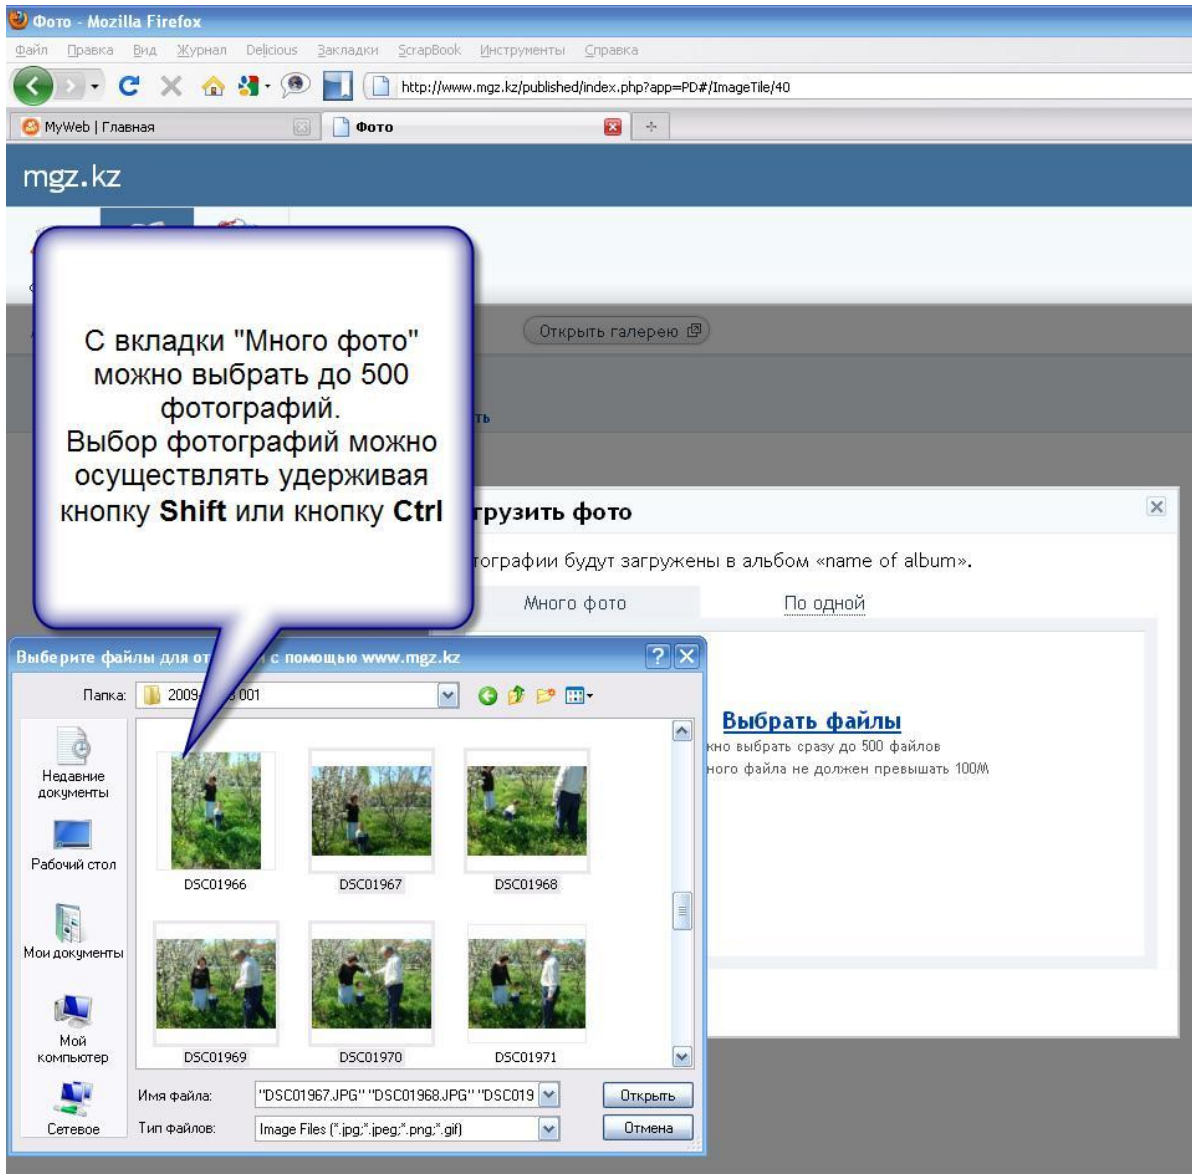 Фото - Mozilla Firefox
Файл Правка Вид Журнал Delicious Закладки ScrapBook Инструменты Справка
http://www.mgz.kz/published/index.php?app=PD#/ImageTile/40
MyWeb | Главная
Фото
mgz.kz
Открыть галерею
С вкладки "Много фото"
можно выбрать до 500
фотографий.
Выбор фотографий можно
осуществлять удерживая
кнопку Shift или кнопку Ctrl
грузить фото
тографии будут загружены в альбом «name of album».
Много фото
По одной
Выбрать файлы
жно выбрать сразу до 500 файлов
ного файла не должен превышать 100М
Выберите файлы для от с помощью www.mgz.kz
Папка:
2009 001
Недавние
документы
Рабочий стол
Мои документы
Мой
компьютер
Сетевое
DSC01966
DSC01967
DSC01968
DSC01969
DSC01970
DSC01971
Имя файла:
"DSC01967.JPG" "DSC01968.JPG" "DSC019
Открыть
Тип файлов:
Image Files (*.jpg;*.jpeg;*.png;*.gif)
Отмена